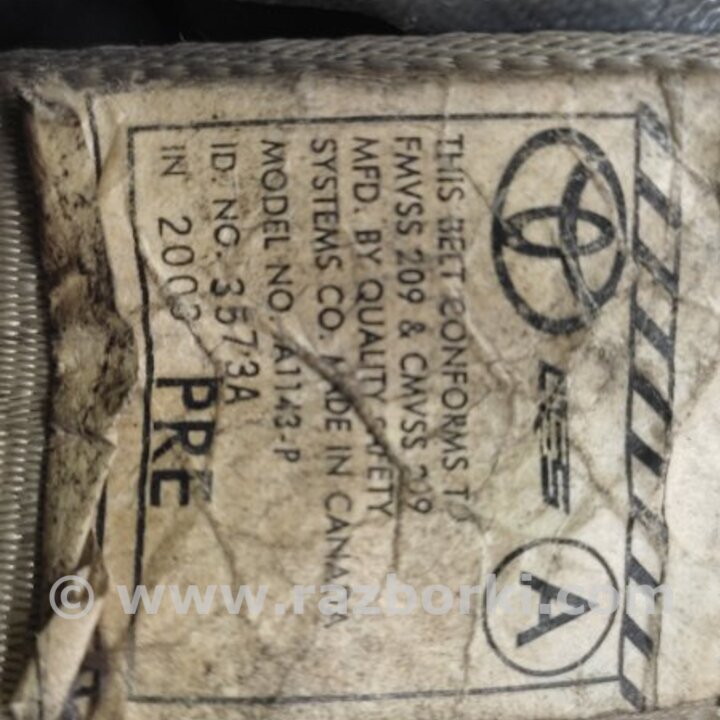 A
THIS BELT CONFORMS TO
FMVSS 209 & CMVSS 209
MFD. BY QUALITY SAFETY
SYSTEMS CO. MADE IN CANADA
MODEL NO. A1143-P
ID. NO. 3573A
IN
PRE
© www.razborki.com